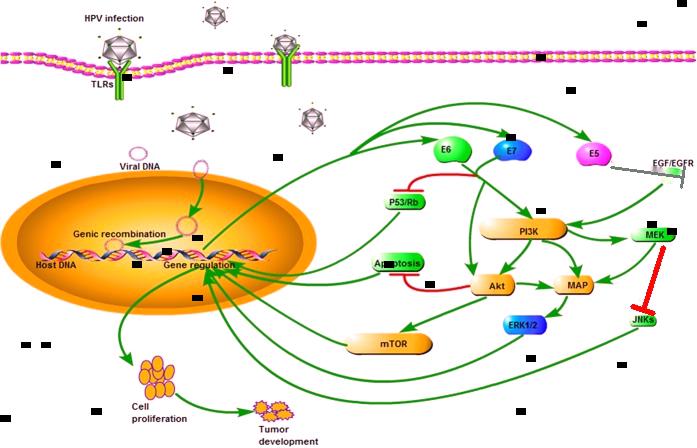 HPV infection
TLRs
Viral DNA
E6
E7
E5
EGF/EGFR
P53/Rb
Genic recombination
PI3K
MEK
Host DNA
Gene regulation
Apoptosis
Akt
MAP
JNKs
ERK1/2
mTOR
Cell
proliferation
Tumor
development